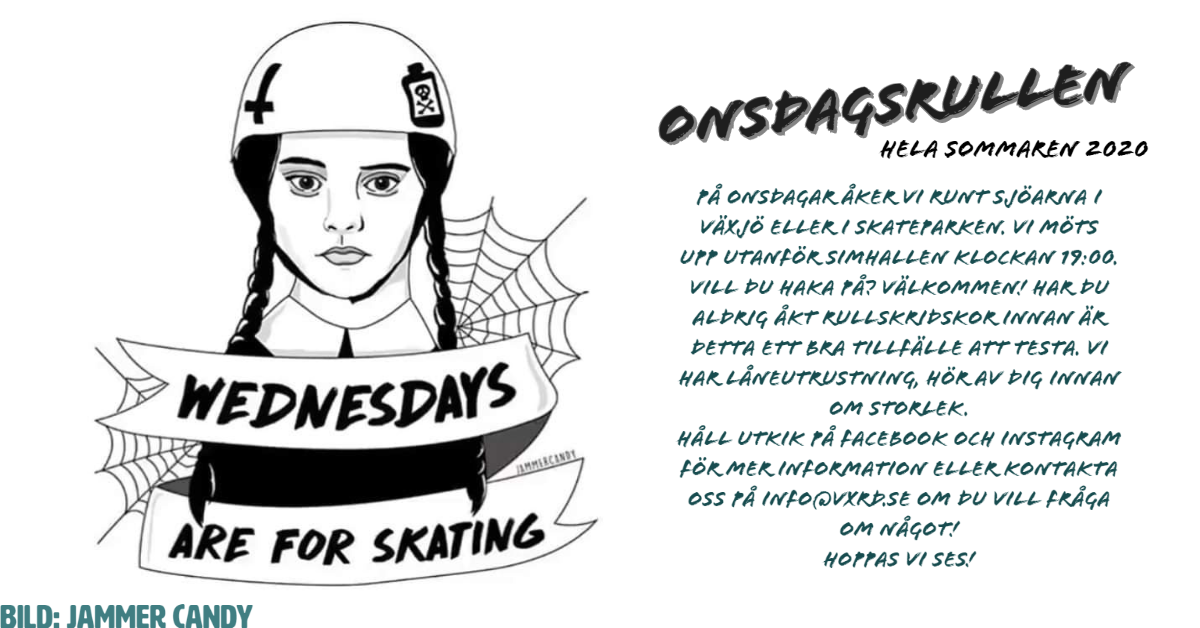 WEDNESDAYS
JAMMERCANDY
ARE FOR SKATING
BILD: JAMMER CANDY
ONSDAGSRULLEN
HELA SOMMAREN 2020
PÅ ONSDAGAR ÅKER VI RUNT SJÖARNA I
VÄXJÖ ELLER I SKATEPARKEN. VI MÖTS
UPP UTANFÖR SIMHALLEN KLOCKAN 19:00.
VILL DU HAKA PÅ? VÄLKOMMEN! HAR DU
ALDRIG ÅKT RULLSKRIDSKOR INNAN ÄR
DETTA ETT BRA TILLFÄLLE ATT TESTA. VI
HAR LÅNEUTRUSTNING, HÖR AV DIG INNAN
OM STORLEK.
HÅLL UTKIK PÅ FACEBOOK OCH INSTAGRAM
FÖR MER INFORMATION ELLER KONTAKTA
OSS PÅ INFO@VXRD.SE OM DU VILL FRÅGA
OM NÅGOT!
HOPPAS VI SES!